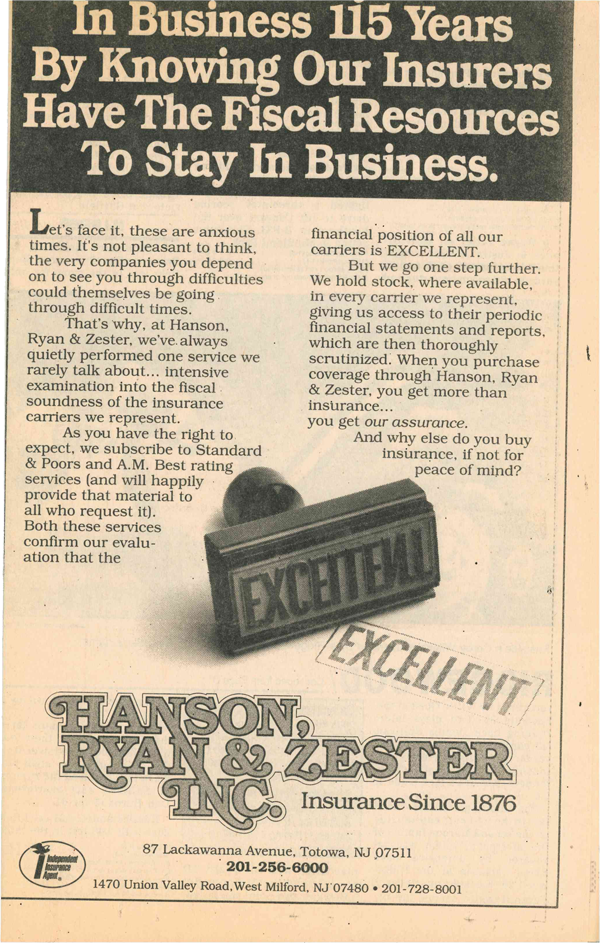 In Business 115 Years
By Knowing Our Insurers
Have The Fiscal Resources
To Stay In Business.
Let's face it, these are anxious
times. It's not pleasant to think,
the very companies you depend
on to see you through difficulties
could themselves be going
through difficult times.
That's why, at Hanson,
Ryan & Zester, we've always
quietly performed one service we
rarely talk about... intensive
examination into the fiscal
soundness of the insurance
carriers we represent.
As you have the right to
expect, we subscribe to Standard
& Poors and A.M. Best rating
services (and will happily
provide that material to
all who request it).
Both these services
confirm our evalu-
ation that the
financial position of all our
carriers is EXCELLENT.
But we go one step further.
We hold stock, where available,
in every carrier we represent,
giving us access to their periodic
financial statements and reports,
which are then thoroughly
scrutinized. When you purchase
coverage through Hanson, Ryan
& Zester, you get more than
insurance...
you get our assurance.
And why else do you buy
insurance, if not for
peace of mind?
EXCEITENT
EXCELLENT
HANSON,
RYAN & ZESTER
INC.
Insurance Since 1876
Independent
Insurance
Agent ®
87 Lackawanna Avenue, Totowa, NJ 07511
201-256-6000
1470 Union Valley Road, West Milford, NJ 07480 • 201-728-8001